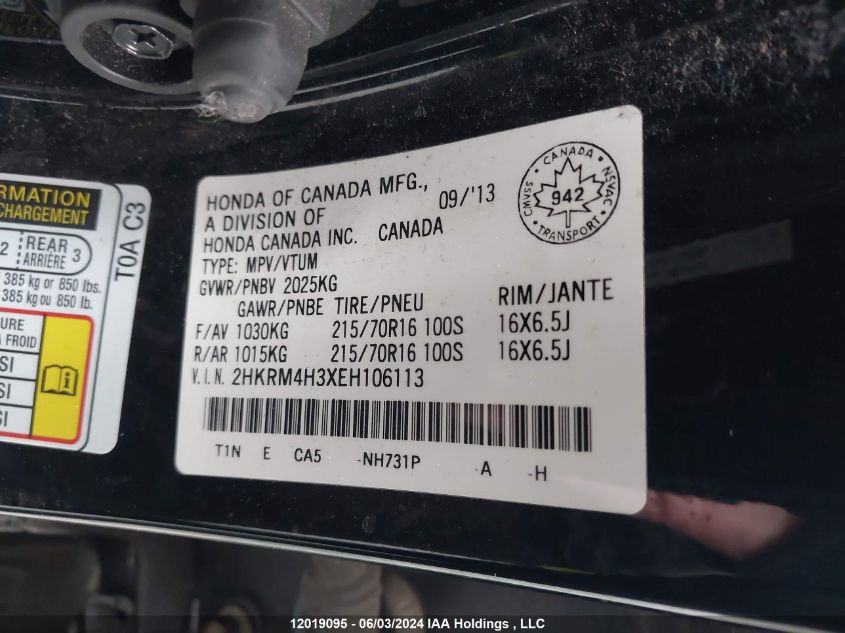 RMATION
CHARGEMENT
2 REAR 3
ARRIÈRE
385 kg or 850 lbs.
385 kg ou 850 lb.
URE
A FROID
SI
SI
SI
T0A C3
HONDA OF CANADA MFG., 09/'13
A DIVISION OF
HONDA CANADA INC. CANADA
TYPE: MPV/VTUM
GVWR/PNBV 2025KG
GAWR/PNBE TIRE/PNEU RIM/JANTE
F/AV 1030KG 215/70R16 100S 16X6.5J
R/AR 1015KG 215/70R16 100S 16X6.5J
V.I.N. 2HKRM4H3XEH106113
T1N E CA5 -NH731P -A -H
CANADA
CMVSS 942 NSVAC
TRANSPORT
12019095 - 06/03/2024 IAA Holdings , LLC